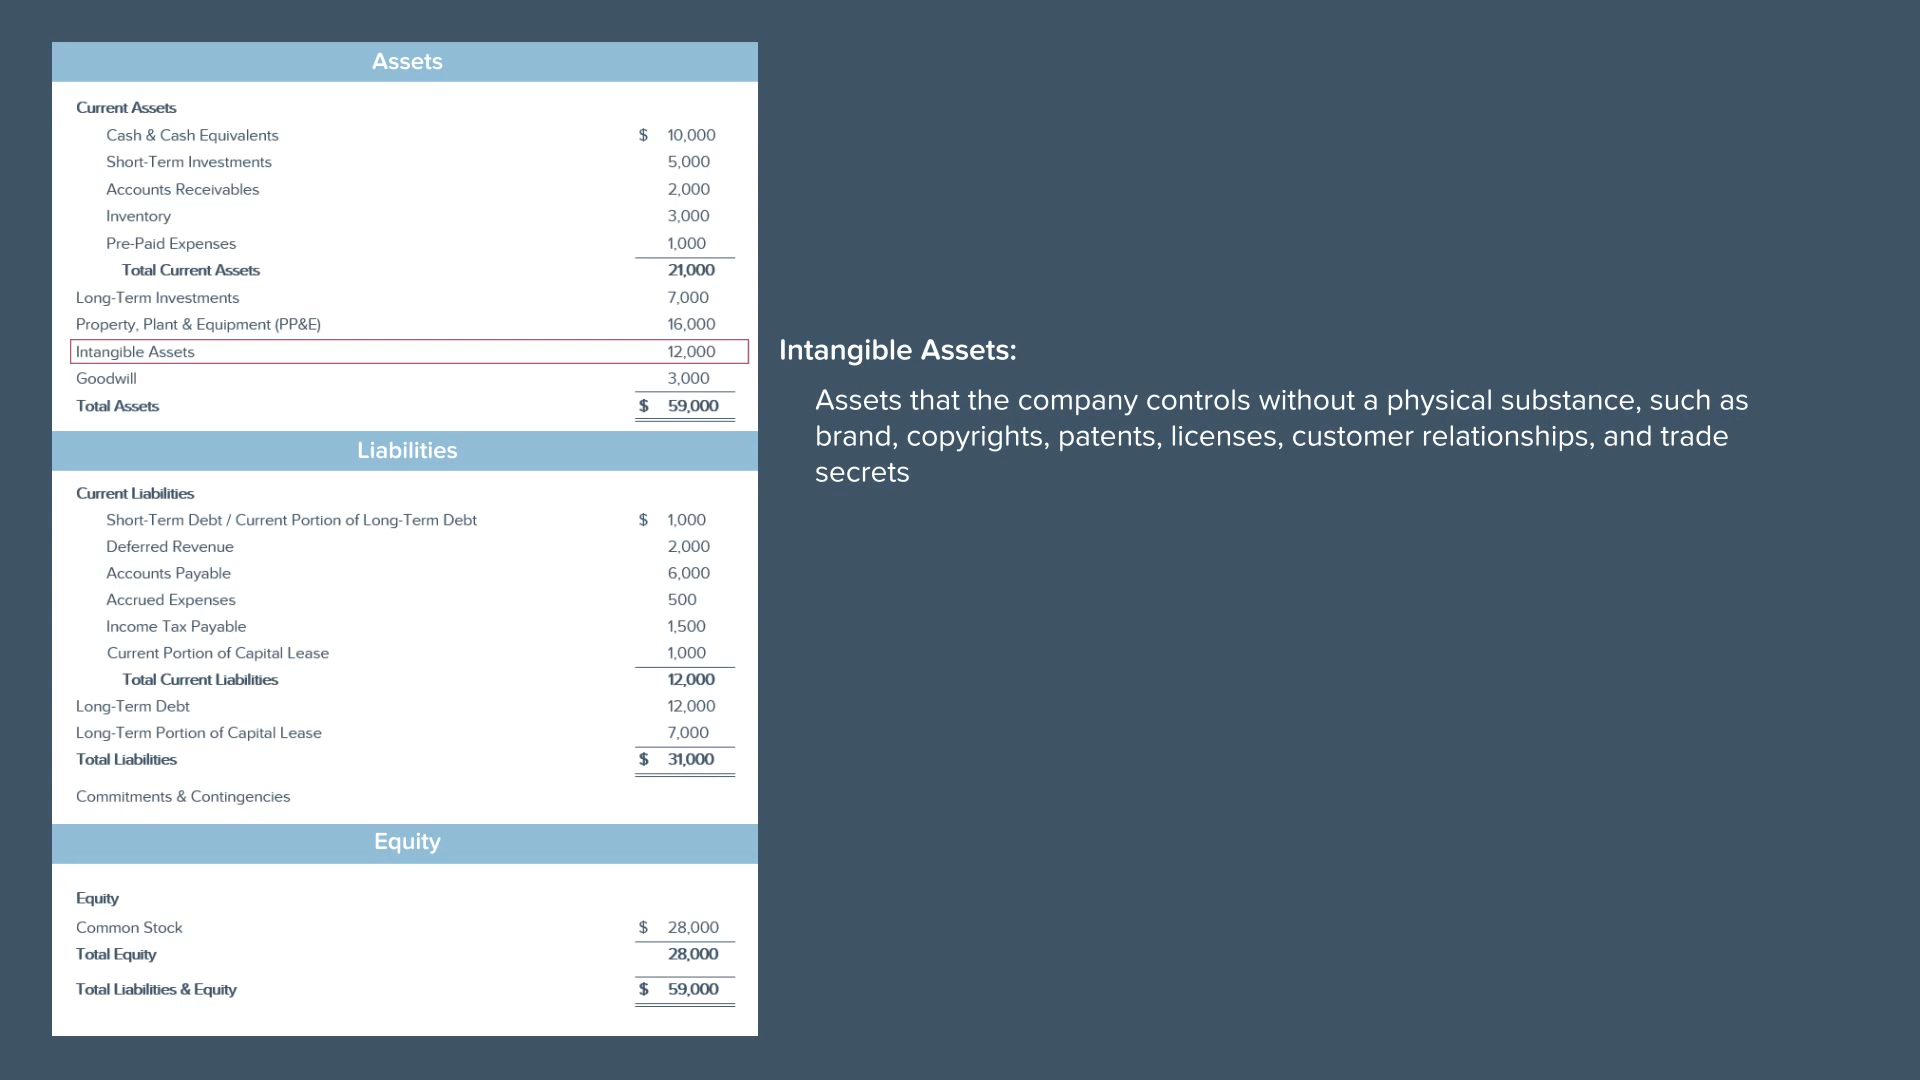 Assets
Current Assets
Cash & Cash Equivalents $ 10,000
Short-Term Investments 5,000
Accounts Receivables 2,000
Inventory 3,000
Pre-Paid Expenses 1,000
Total Current Assets 21,000
Long-Term Investments 7,000
Property, Plant & Equipment (PP&E) 16,000
Intangible Assets 12,000
Goodwill 3,000
Total Assets $ 59,000
Liabilities
Current Liabilities
Short-Term Debt / Current Portion of Long-Term Debt $ 1,000
Deferred Revenue 2,000
Accounts Payable 6,000
Accrued Expenses 500
Income Tax Payable 1,500
Current Portion of Capital Lease 1,000
Total Current Liabilities 12,000
Long-Term Debt 12,000
Long-Term Portion of Capital Lease 7,000
Total Liabilities $ 31,000
Commitments & Contingencies
Equity
Equity
Common Stock $ 28,000
Total Equity 28,000
Total Liabilities & Equity $ 59,000
Intangible Assets:
Assets that the company controls without a physical substance, such as
brand, copyrights, patents, licenses, customer relationships, and trade
secrets